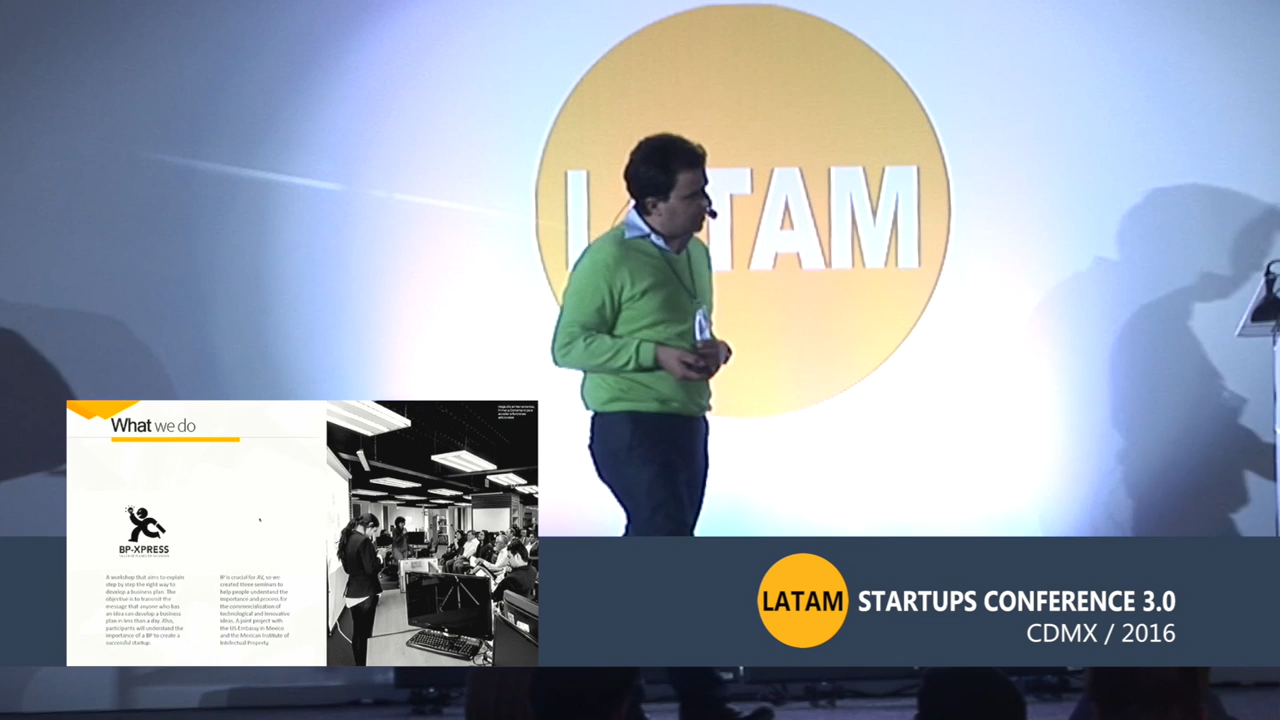 LATAM
What we do
BP-XPRESS
A workshop that aims to explain
step by step the right way to
develop a business plan. The
objective is to transmit the
message that anyone who has
an idea can develop a business
plan in less than a day. Also,
participants will understand the
importance of a BP to create a
successful startup.
IP is crucial for AV, so we
created three seminars to
help people understand the
importance and process for
the commercialization of
technological and innovative
ideas. A joint project with
the US Embassy in Mexico
and the Mexican Institute of
Intellectual Property.
LATAM STARTUPS CONFERENCE 3.0
CDMX / 2016